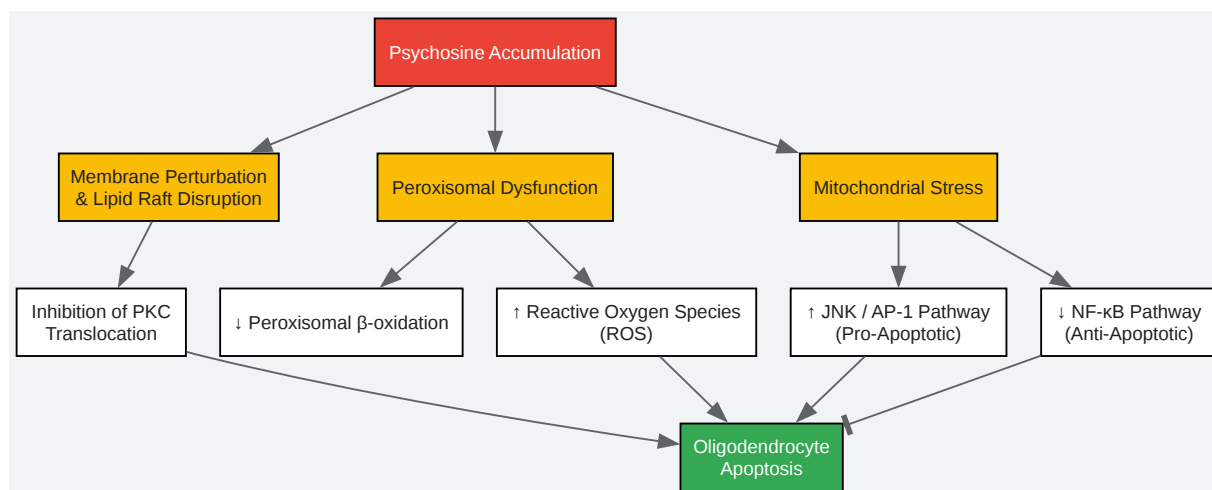 Psychosine Accumulation
Membrane Perturbation
& Lipid Raft Disruption
Peroxisomal Dysfunction
Mitochondrial Stress
Inhibition of PKC
Translocation
↓ Peroxisomal β-oxidation
↑ Reactive Oxygen Species
(ROS)
↑ JNK / AP-1 Pathway
(Pro-Apoptotic)
↓ NF-κB Pathway
(Anti-Apoptotic)
Oligodendrocyte
Apoptosis